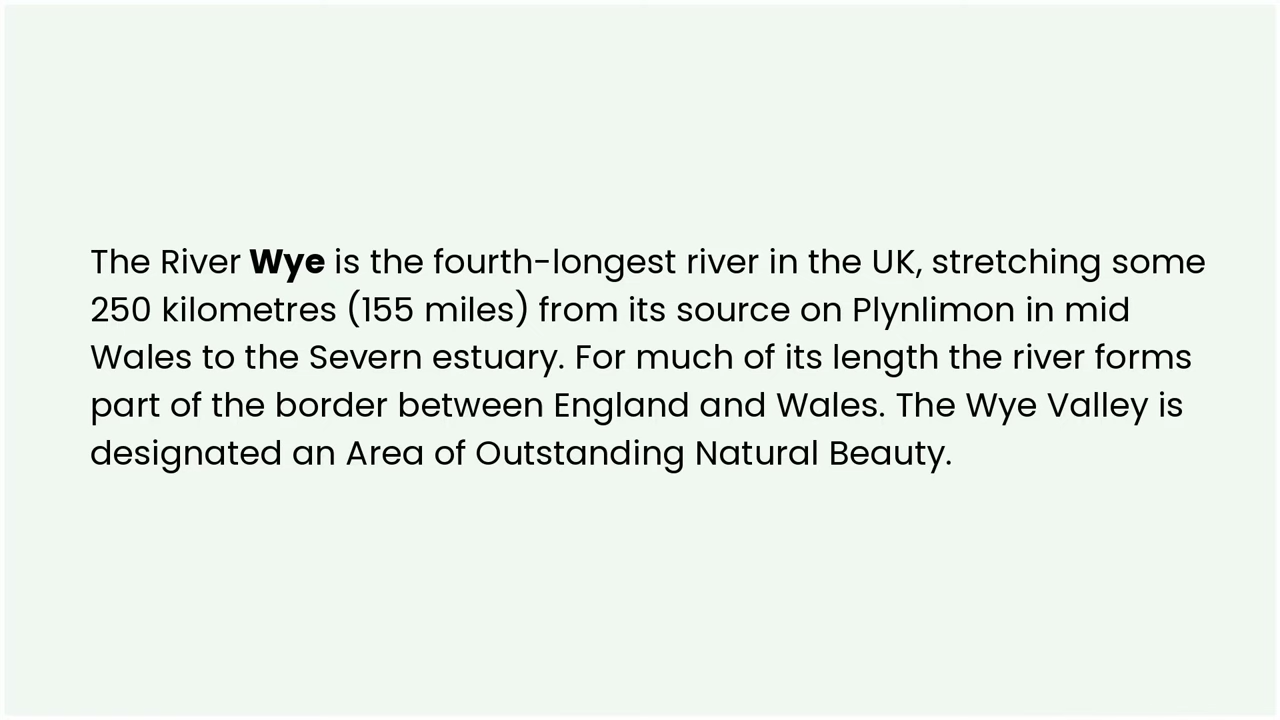 The River Wye is the fourth-longest river in the UK, stretching some
250 kilometres (155 miles) from its source on Plynlimon in mid
Wales to the Severn estuary. For much of its length the river forms
part of the border between England and Wales. The Wye Valley is
designated an Area of Outstanding Natural Beauty.